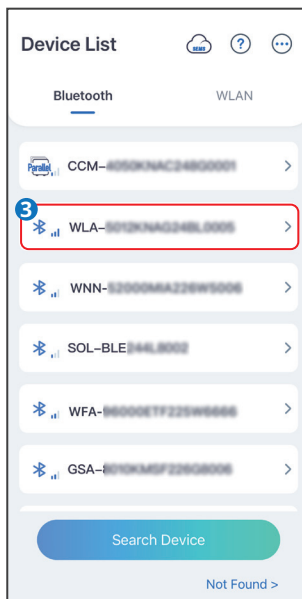 Device List
DEMO
?
Bluetooth
WLAN
Parallel
CCM-
3
WLA-
WNN-
SOL-BLE
WFA-
GSA-
Search Device
Not Found >